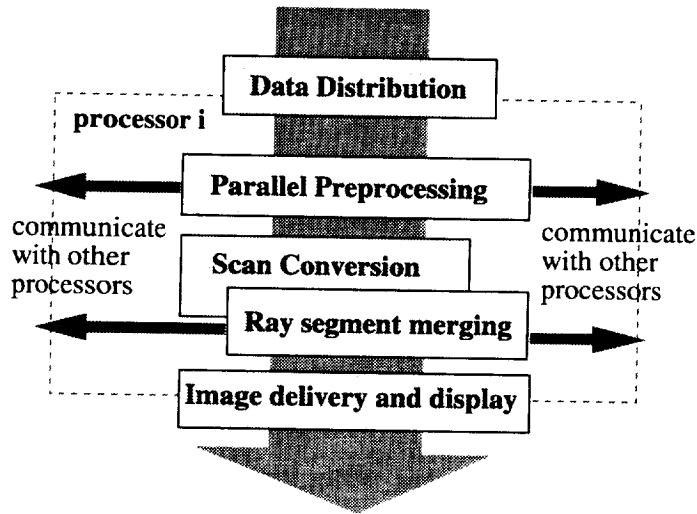 Data Distribution
processor i
Parallel Preprocessing
communicate
with other
processors
communicate
with other
processors
Scan Conversion
Ray segment merging
Image delivery and display